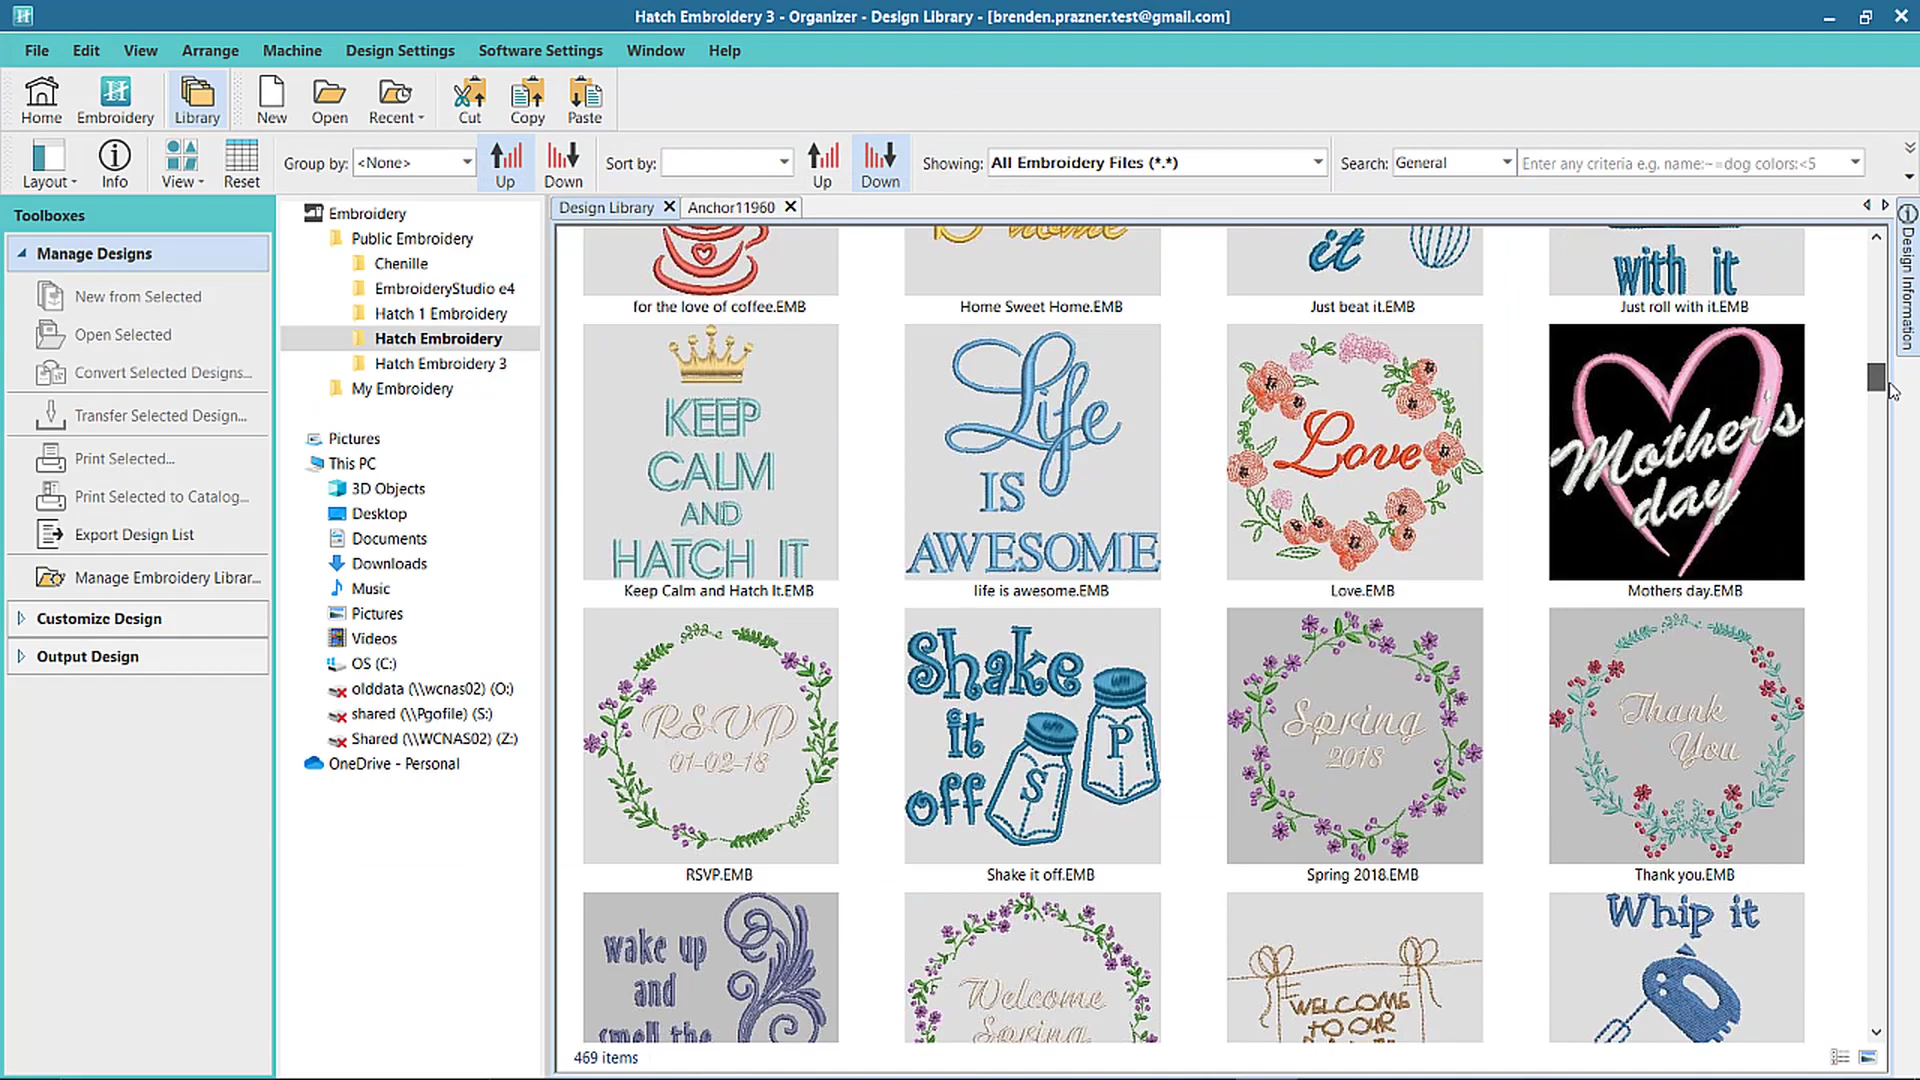 Hatch Embroidery 3 - Organizer - Design Library - [brenden.prazner.test@gmail.com]
File Edit View Arrange Machine Design Settings Software Settings Window Help
Home Embroidery Library New Open Recent Cut Copy Paste
Layout Info View Reset Group by: <None> Up Down Sort by: Up Down Showing: All Embroidery Files (*.*) Search: General Enter any criteria e.g. name:~=dog colors:<5
Toolboxes
Manage Designs
New from Selected
Open Selected
Convert Selected Designs...
Transfer Selected Design...
Print Selected...
Print Selected to Catalog...
Export Design List
Manage Embroidery Librar...
Customize Design
Output Design
Embroidery
Public Embroidery
Chenille
EmbroideryStudio e4
Hatch 1 Embroidery
Hatch Embroidery
Hatch Embroidery 3
My Embroidery
Pictures
This PC
3D Objects
Desktop
Documents
Downloads
Music
Pictures
Videos
OS (C:)
olddata (\\wcnas02) (O:)
shared (\\Pgofile) (S:)
Shared (\\WCNAS02) (Z:)
OneDrive - Personal
Design Library Anchor11960
home
it
with it
for the love of coffee.EMB Home Sweet Home.EMB Just beat it.EMB Just roll with it.EMB
KEEP
CALM
AND
HATCH IT
Life
IS
AWESOME
Love
Mother's
day
Keep Calm and Hatch It.EMB life is awesome.EMB Love.EMB Mothers day.EMB
RSVP
01-02-18
Shake
it
off
S
P
Spring
2018
Thank
You
RSVP.EMB Shake it off.EMB Spring 2018.EMB Thank you.EMB
wake up
and
smell the
Welcome
Spring
WELCOME
TO OUR
Whip it
469 items
Design Information